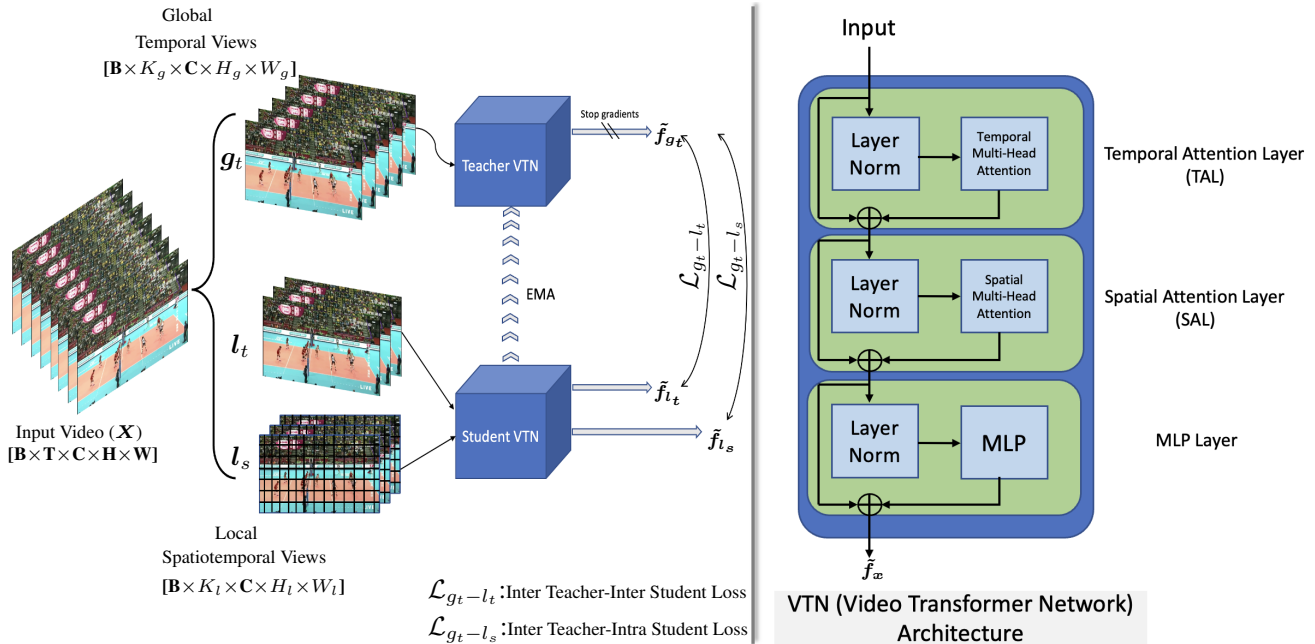 Global
Temporal Views
[B×K_g×C×H_g×W_g]
g_t
Stop gradients
Teacher VTN
f̃_{g_t}
EMA
ℒ_{g_t−l_t}
ℒ_{g_t−l_s}
Input Video (X)
[B×T×C×H×W]
l_t
LIVE
l_s
Student VTN
f̃_{l_t}
f̃_{l_s}
Local
Spatiotemporal Views
[B×K_l×C×H_l×W_l]
ℒ_{g_t−l_t}:Inter Teacher-Inter Student Loss
ℒ_{g_t−l_s}:Inter Teacher-Intra Student Loss
Input
Layer
Norm
Temporal
Multi-Head
Attention
Temporal Attention Layer
(TAL)
Layer
Norm
Spatial
Multi-Head
Attention
Spatial Attention Layer
(SAL)
Layer
Norm
MLP
MLP Layer
f̃_x
VTN (Video Transformer Network)
Architecture